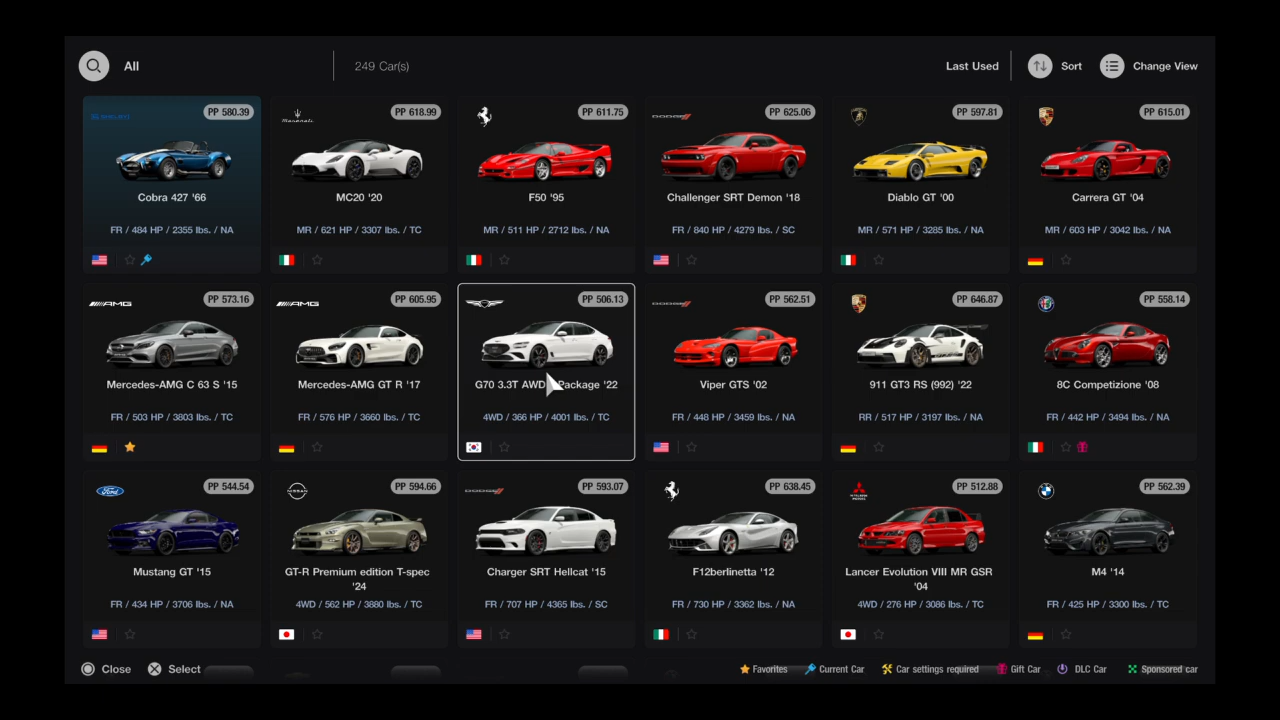 All
249 Car(s)
Last Used
Sort
Change View
PP 580.39
Cobra 427 '66
FR / 484 HP / 2355 lbs. / NA
Maserati
PP 618.99
MC20 '20
MR / 621 HP / 3307 lbs. / TC
PP 611.75
F50 '95
MR / 511 HP / 2712 lbs. / NA
DODGE
PP 625.06
Challenger SRT Demon '18
FR / 840 HP / 4279 lbs. / SC
PP 597.81
Diablo GT '00
MR / 571 HP / 3285 lbs. / NA
PP 615.01
Carrera GT '04
MR / 603 HP / 3042 lbs. / NA
AMG
PP 573.16
Mercedes-AMG C 63 S '15
FR / 503 HP / 3803 lbs. / TC
AMG
PP 605.95
Mercedes-AMG GT R '17
FR / 576 HP / 3660 lbs. / TC
PP 506.13
G70 3.3T AWD Package '22
4WD / 366 HP / 4001 lbs. / TC
DODGE
PP 562.51
Viper GTS '02
FR / 448 HP / 3459 lbs. / NA
PP 646.87
911 GT3 RS (992) '22
RR / 517 HP / 3197 lbs. / NA
PP 558.14
8C Competizione '08
FR / 442 HP / 3494 lbs. / NA
Ford
PP 544.54
Mustang GT '15
FR / 434 HP / 3706 lbs. / NA
NISSAN
PP 594.66
GT-R Premium edition T-spec
'24
4WD / 562 HP / 3880 lbs. / TC
DODGE
PP 593.07
Charger SRT Hellcat '15
FR / 707 HP / 4365 lbs. / SC
PP 638.45
F12berlinetta '12
FR / 730 HP / 3362 lbs. / NA
PP 512.88
Lancer Evolution VIII MR GSR
'04
4WD / 276 HP / 3086 lbs. / TC
PP 562.39
M4 '14
FR / 425 HP / 3300 lbs. / TC
Close
Select
Favorites
Current Car
Car settings required
Gift Car
DLC Car
Sponsored car